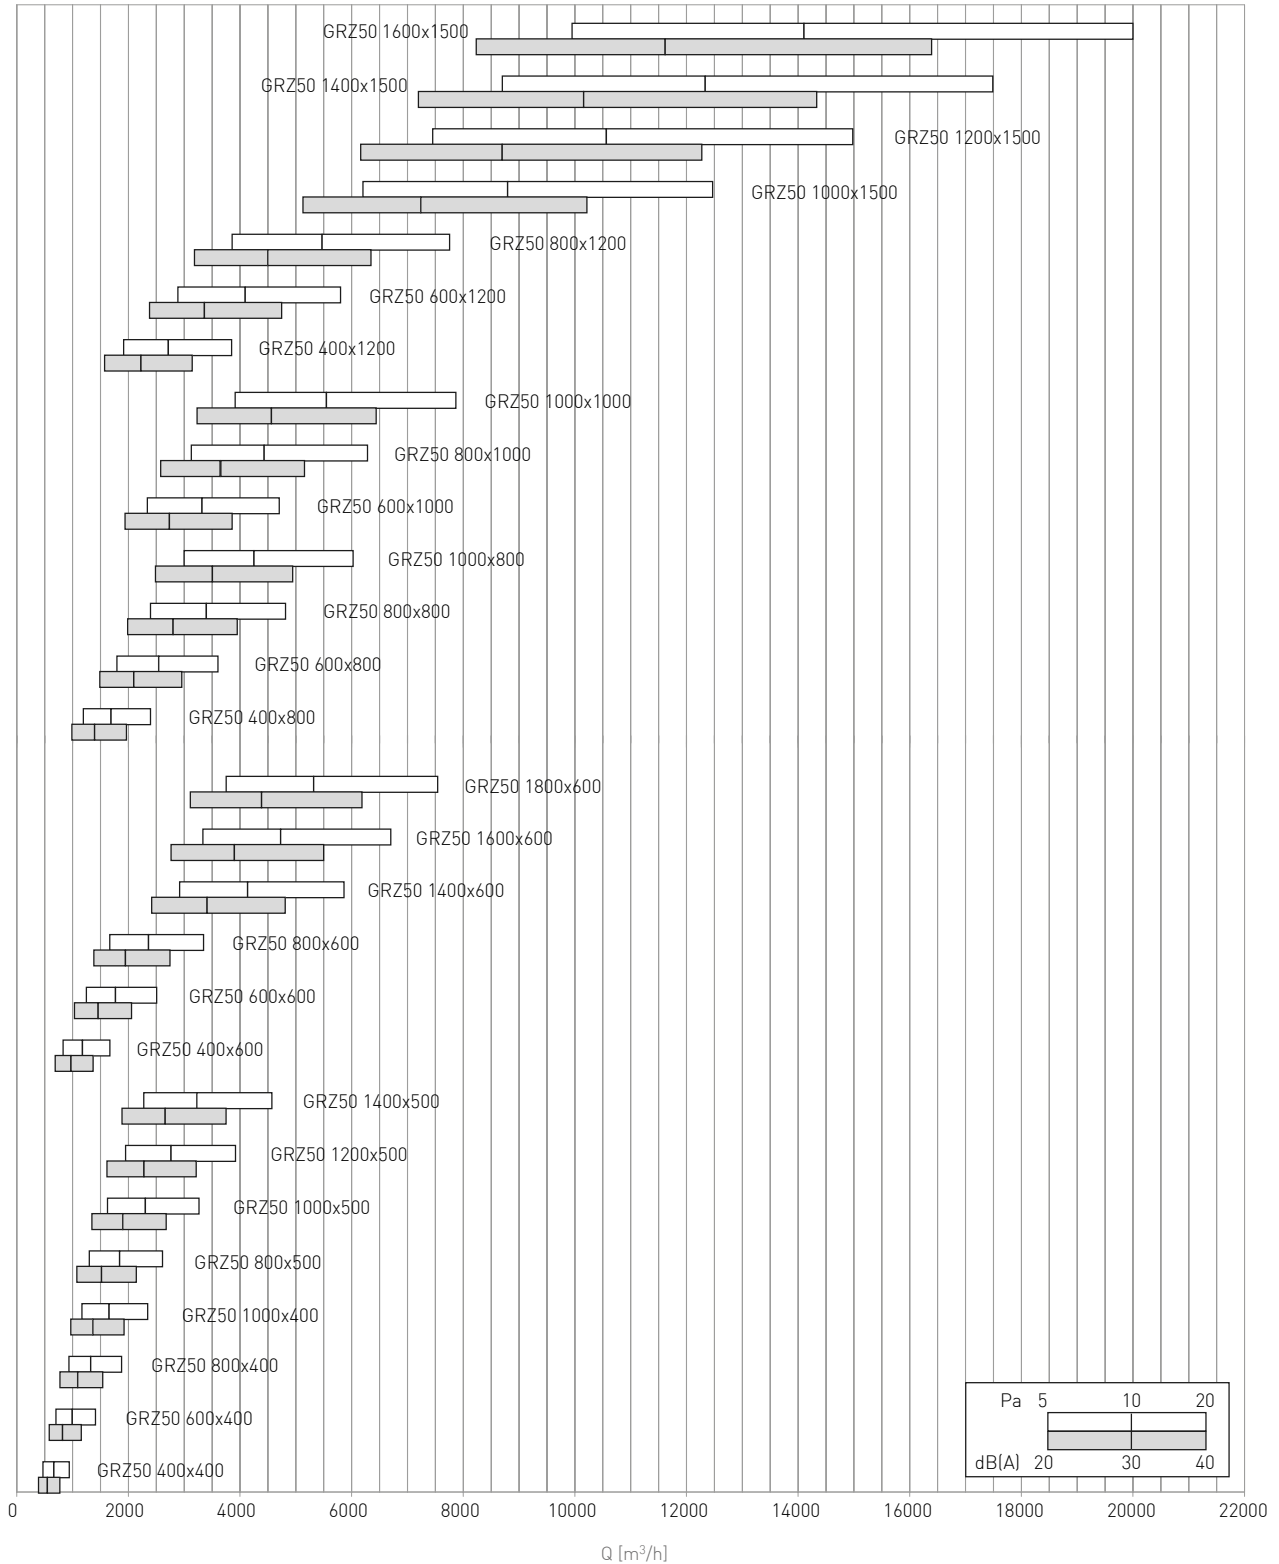 GRZ50 1600x1500
GRZ50 1400x1500
GRZ50 1200x1500
GRZ50 1000x1500
GRZ50 800x1200
GRZ50 600x1200
GRZ50 400x1200
GRZ50 1000x1000
GRZ50 800x1000
GRZ50 600x1000
GRZ50 1000x800
GRZ50 800x800
GRZ50 600x800
GRZ50 400x800
GRZ50 1800x600
GRZ50 1600x600
GRZ50 1400x600
GRZ50 800x600
GRZ50 600x600
GRZ50 400x600
GRZ50 1400x500
GRZ50 1200x500
GRZ50 1000x500
GRZ50 800x500
GRZ50 1000x400
GRZ50 800x400
GRZ50 600x400
GRZ50 400x400
Pa 5 10 20
dB(A) 20 30 40
0 2000 4000 6000 8000 10000 12000 14000 16000 18000 20000 22000
Q [m³/h]